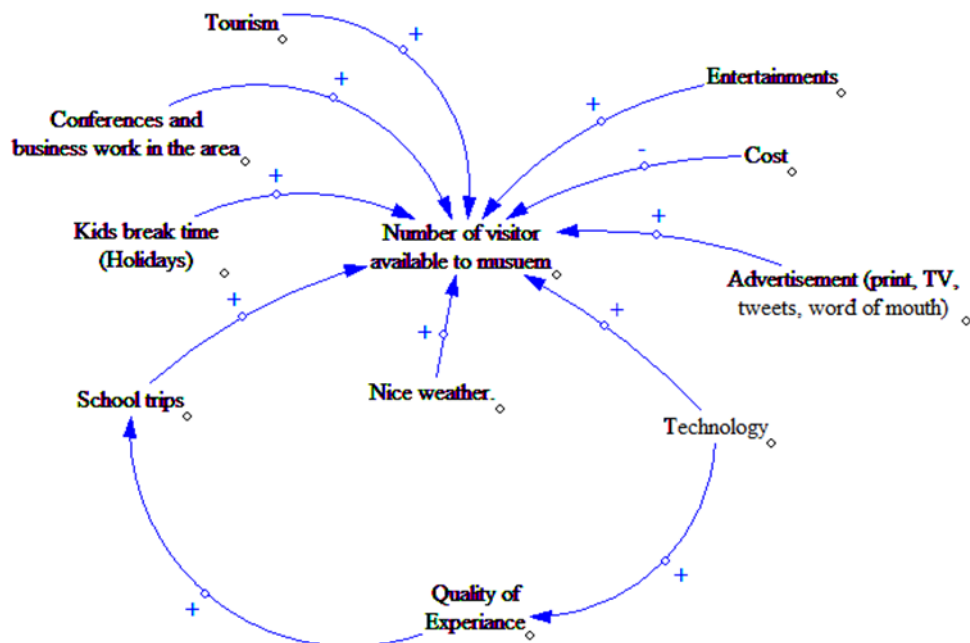 Tourism
+
+
Entertainments
+
Conferences and
business work in the area
-
Cost
+
Kids break time
(Holidays)
Number of visitor
available to musuem
+
Advertisement (print, TV,
tweets, word of mouth)
+
+
+
School trips
Nice weather.
Technology
+
+
Quality of
Experiance